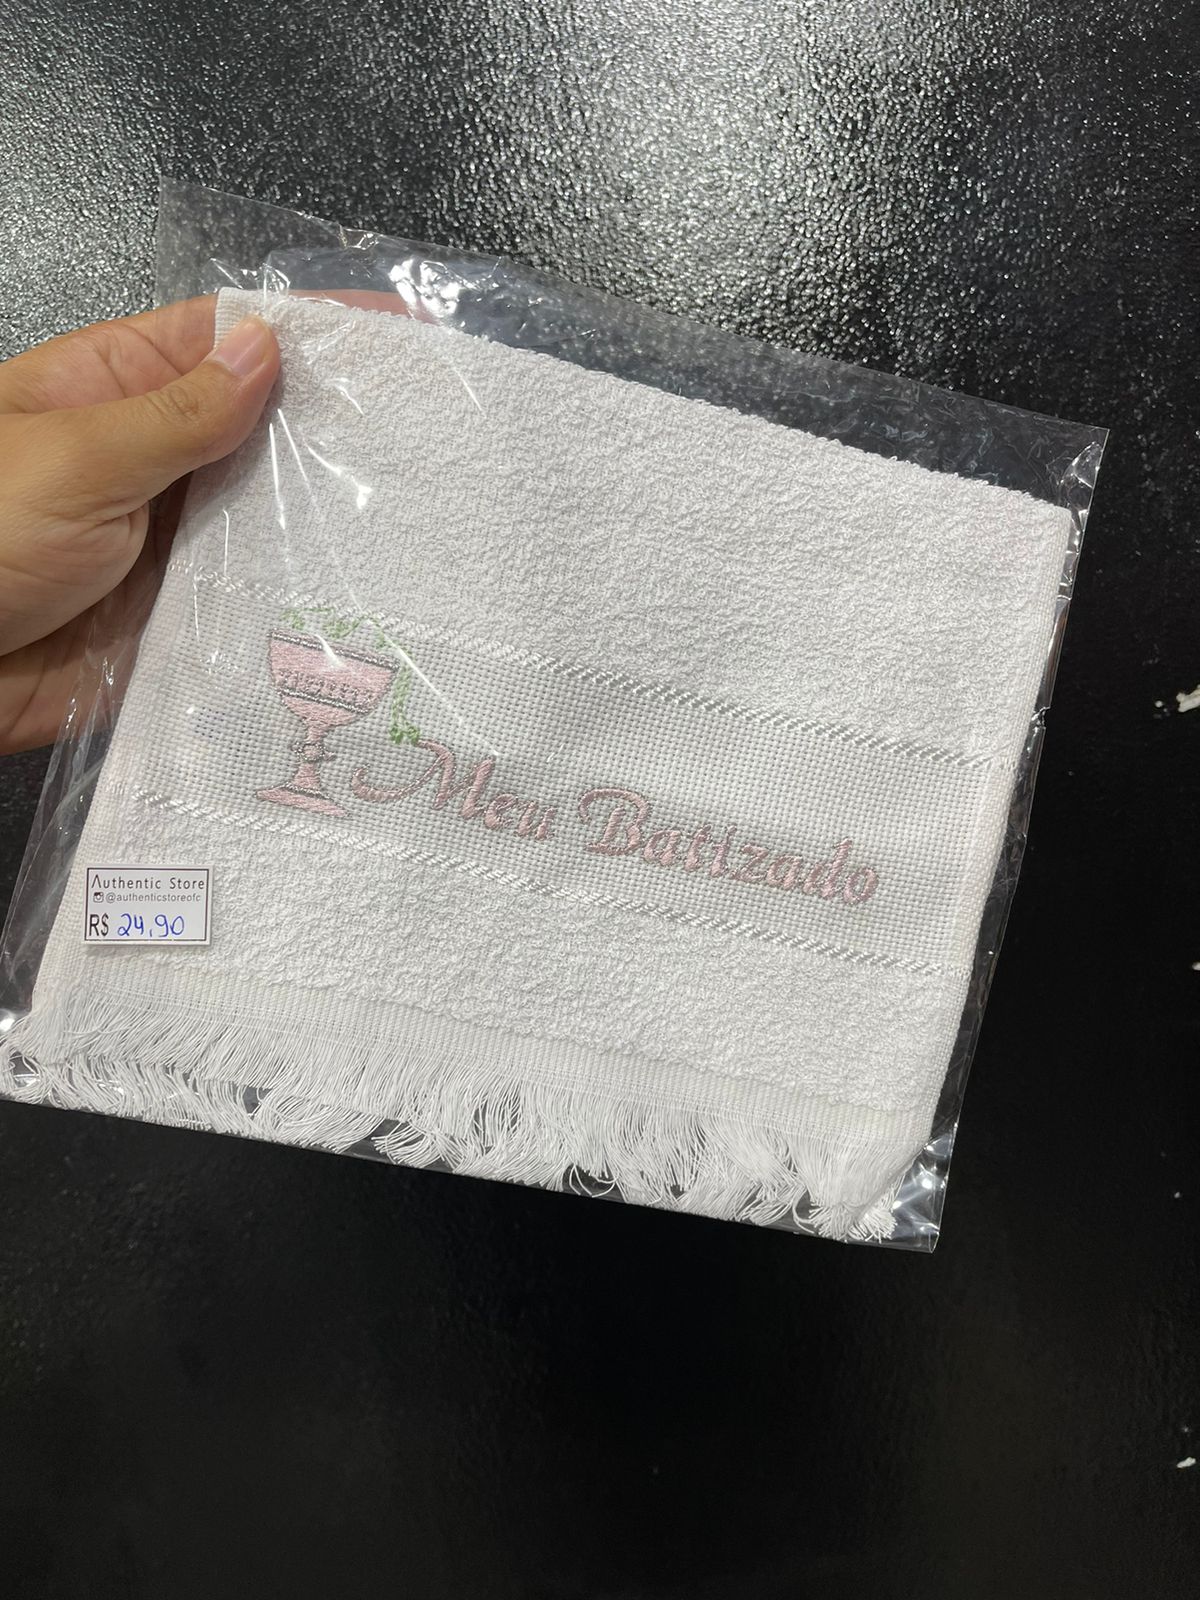 Meu Batizado
Authentic Store
@authenticstoreofc
R$ 24,90